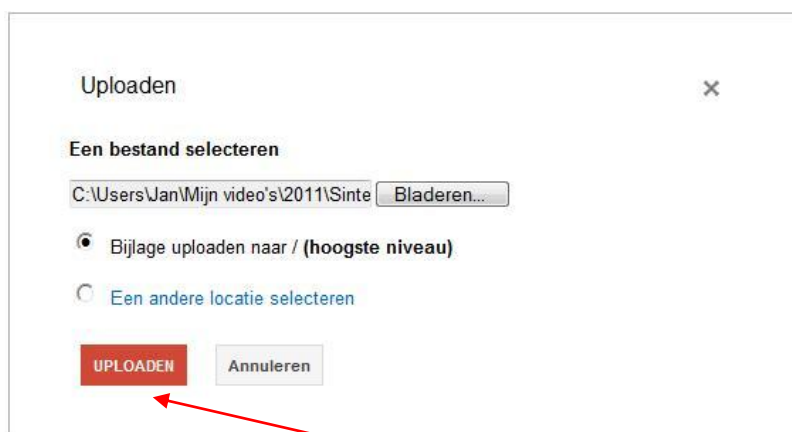 Uploaden
Een bestand selecteren
C:\Users\Jan\Mijn video's\2011\Sinte Bladeren...
Bijlage uploaden naar / (hoogste niveau)
Een andere locatie selecteren
UPLOADEN Annuleren